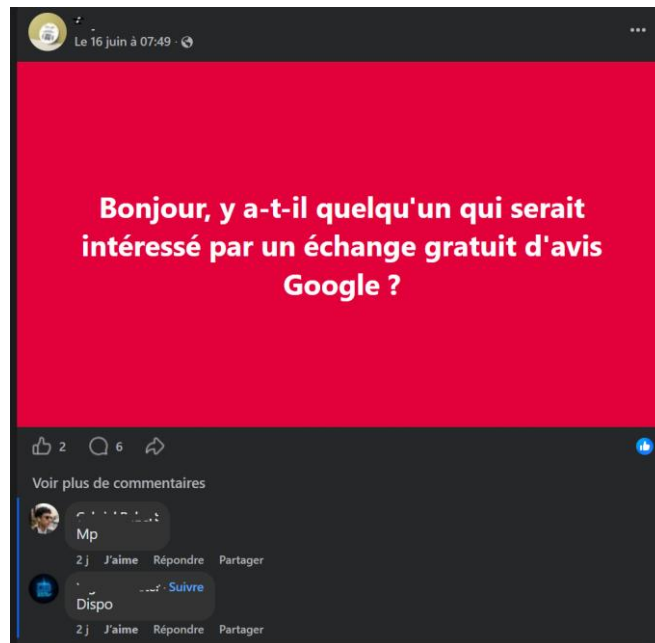 Le 16 juin à 07:49
Bonjour, y a-t-il quelqu'un qui serait
intéressé par un échange gratuit d'avis
Google ?
2 6
Voir plus de commentaires
Mp
2 j J'aime Répondre Partager
Suivre
Dispo
2 j J'aime Répondre Partager